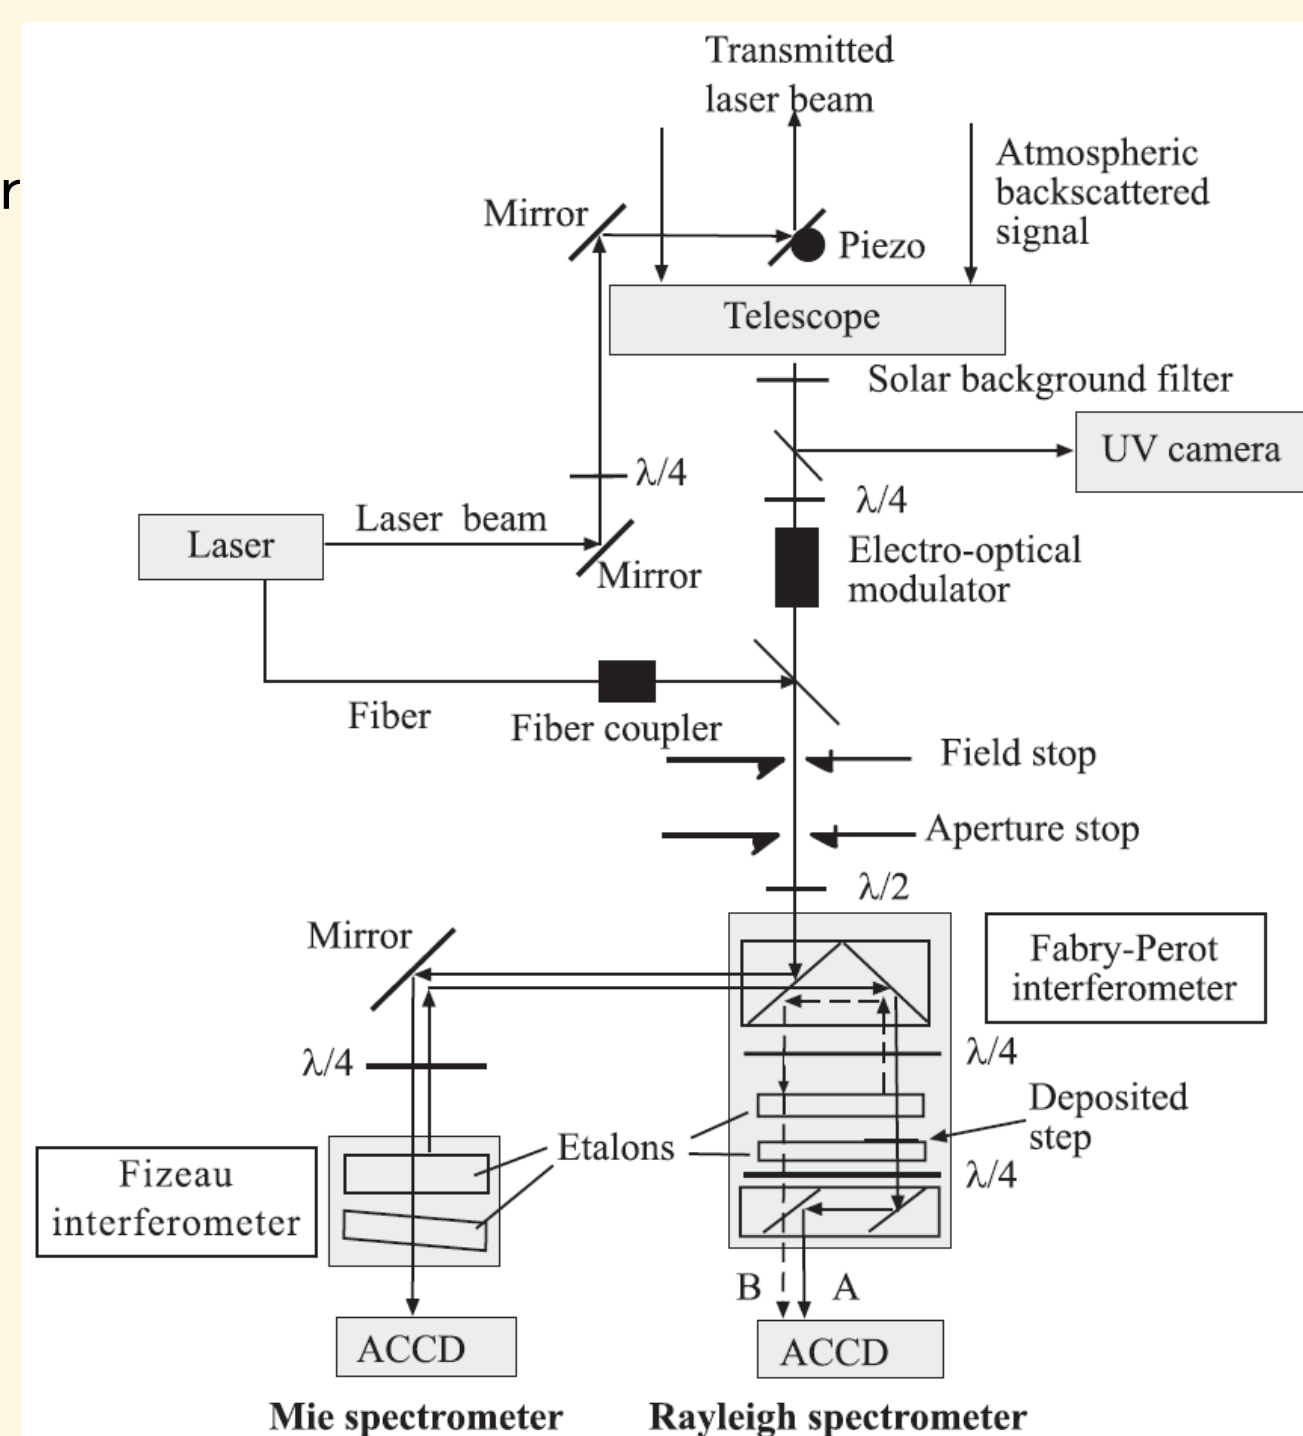 Transmitted
laser beam
r
Atmospheric
backscattered
signal
Mirror
Piezo
Telescope
Solar background filter
UV camera
λ/4
λ/4
Laser beam
Laser
Mirror
Electro-optical
modulator
Fiber
Fiber coupler
Field stop
Aperture stop
λ/2
Mirror
Fabry-Perot
interferometer
λ/4
λ/4
Deposited
step
Etalons
λ/4
Fizeau
interferometer
B
A
ACCD
ACCD
Mie spectrometer
Rayleigh spectrometer